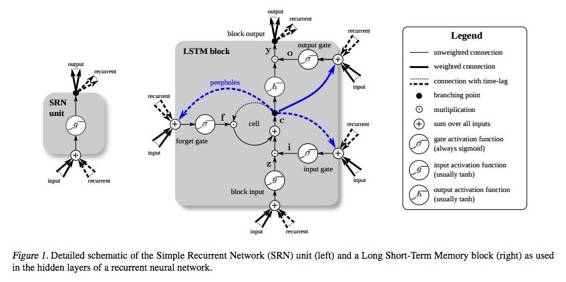 output
recurrent
SRN
unit
g
input
recurrent
output
recurrent
block output
LSTM block
y
recurrent
output gate
o
σ
h
input
peepholes
recurrent
f
σ
cell
c
forget gate
input
recurrent
i
σ
z
input gate
input
g
block input
input
recurrent
Legend
unweighted connection
weighted connection
connection with time-lag
branching point
mutliplication
sum over all inputs
σ
gate activation function
(always sigmoid)
g
input activation function
(usually tanh)
h
output activation function
(usually tanh)
Figure 1. Detailed schematic of the Simple Recurrent Network (SRN) unit (left) and a Long Short-Term Memory block (right) as used
in the hidden layers of a recurrent neural network.